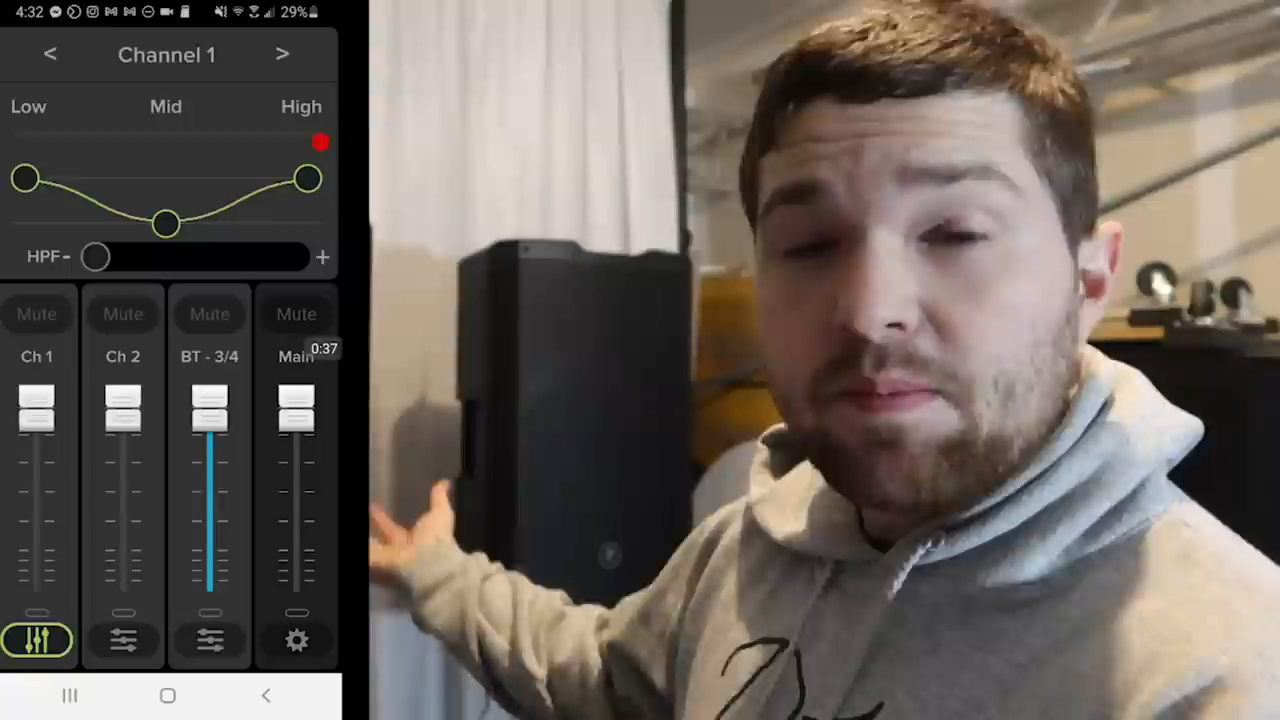 4:32 29%
< Channel 1 >
Low Mid High
HPF- +
Mute Mute Mute Mute
Ch 1 Ch 2 BT - 3/4 Main
0:37